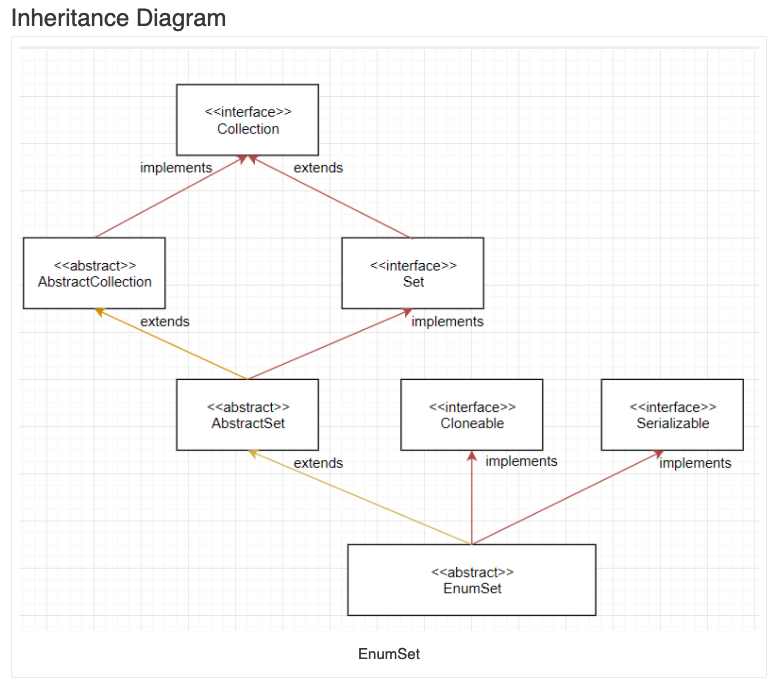 Inheritance Diagram
<<interface>>
Collection
implements
extends
<<abstract>>
AbstractCollection
<<interface>>
Set
extends
implements
<<abstract>>
AbstractSet
<<interface>>
Cloneable
<<interface>>
Serializable
extends
implements
implements
<<abstract>>
EnumSet
EnumSet